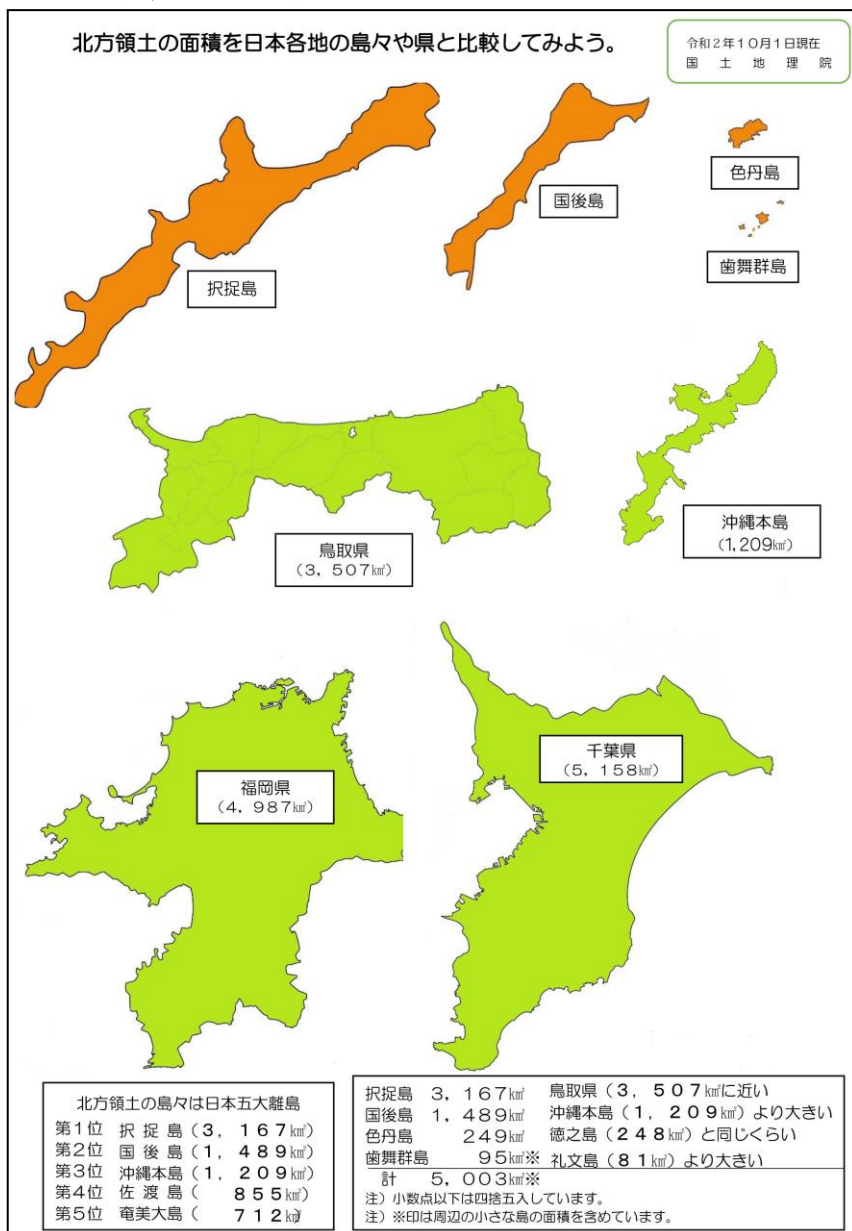 北方領土の面積を日本各地の島々や県と比較してみよう。
令和2年10月1日現在
国土地理院
択捉島
国後島
色丹島
歯舞群島
鳥取県
(3,507㎢)
沖縄本島
(1,209㎢)
福岡県
(4,987㎢)
千葉県
(5,158㎢)
北方領土の島々は日本五大離島
第1位 択捉島(3,167㎢)
第2位 国後島(1,489㎢)
第3位 沖縄本島(1,209㎢)
第4位 佐渡島( 855㎢)
第5位 奄美大島( 712㎢)
択捉島 3,167㎢ 鳥取県(3,507㎢に近い
国後島 1,489㎢ 沖縄本島(1,209㎢)より大きい
色丹島 249㎢ 徳之島(248㎢)と同じくらい
歯舞群島 95㎢※ 礼文島(81㎢)より大きい
計 5,003㎢※
注)小数点以下は四捨五入しています。
注)※印は周辺の小さな島の面積を含めています。